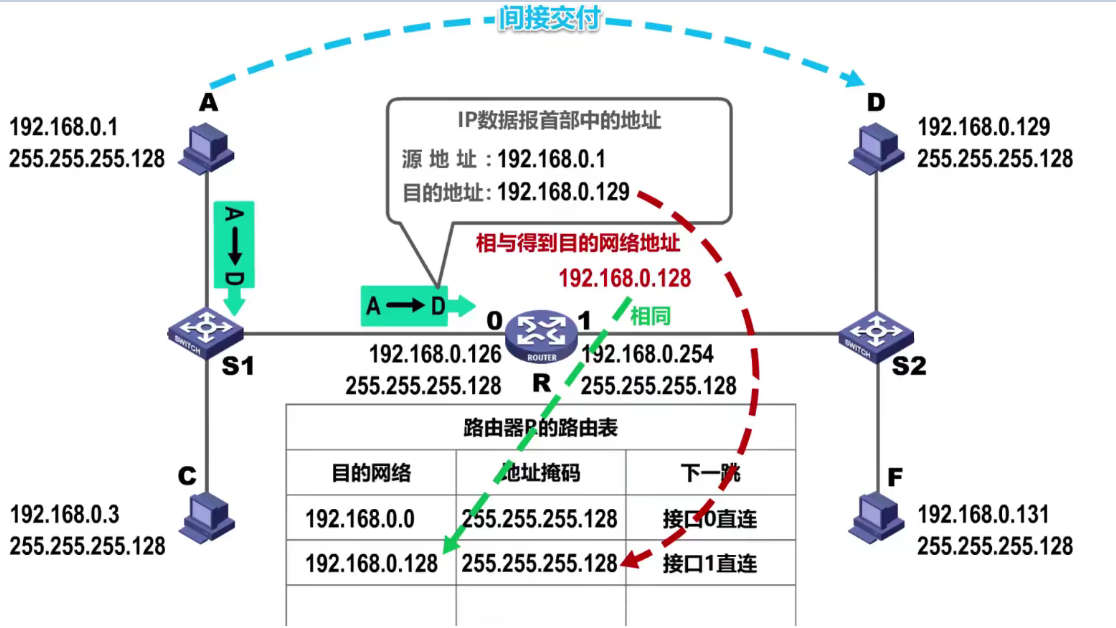 间接交付
A
192.168.0.1
255.255.255.128
D
192.168.0.129
255.255.255.128
IP数据报首部中的地址
源 地 址 : 192.168.0.1
目的地址: 192.168.0.129
A → D
相与得到目的网络地址
192.168.0.128
相同
A → D
0
1
SWITCH
S1
ROUTER
R
SWITCH
S2
192.168.0.126
255.255.255.128
192.168.0.254
255.255.255.128
路由器R的路由表
目的网络 地址掩码 下一跳
192.168.0.0 255.255.255.128 接口0直连
192.168.0.128 255.255.255.128 接口1直连
C
192.168.0.3
255.255.255.128
F
192.168.0.131
255.255.255.128